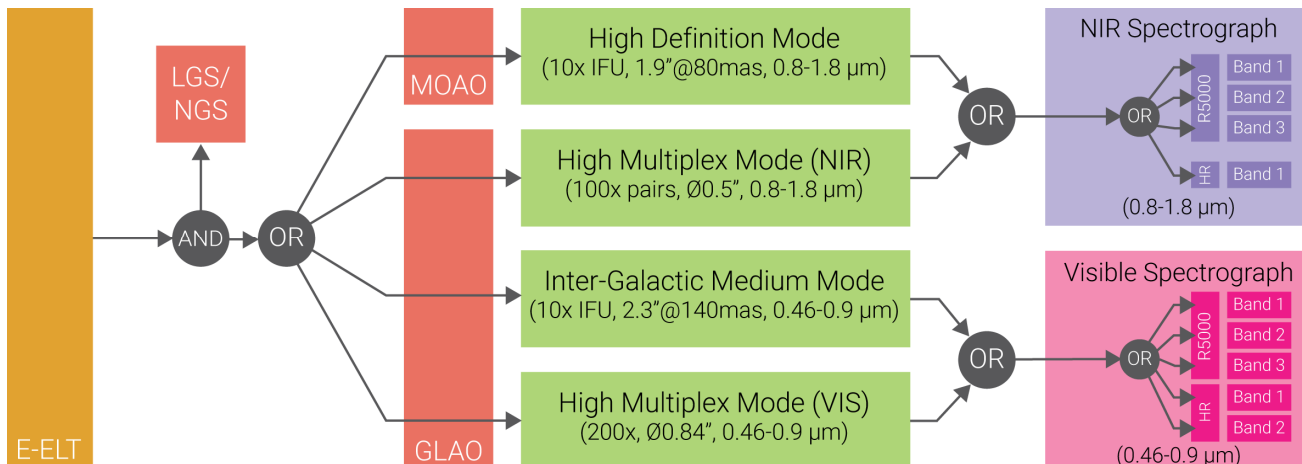 E-ELT
LGS/
NGS
AND
OR
MOAO
GLAO
High Definition Mode
(10x IFU, 1.9”@80mas, 0.8-1.8 µm)
High Multiplex Mode (NIR)
(100x pairs, Ø0.5”, 0.8-1.8 µm)
Inter-Galactic Medium Mode
(10x IFU, 2.3”@140mas, 0.46-0.9 µm)
High Multiplex Mode (VIS)
(200x, Ø0.84”, 0.46-0.9 µm)
OR
OR
NIR Spectrograph
OR
R5000
Band 1
Band 2
Band 3
HR
Band 1
(0.8-1.8 µm)
Visible Spectrograph
OR
R5000
Band 1
Band 2
Band 3
HR
Band 1
Band 2
(0.46-0.9 µm)